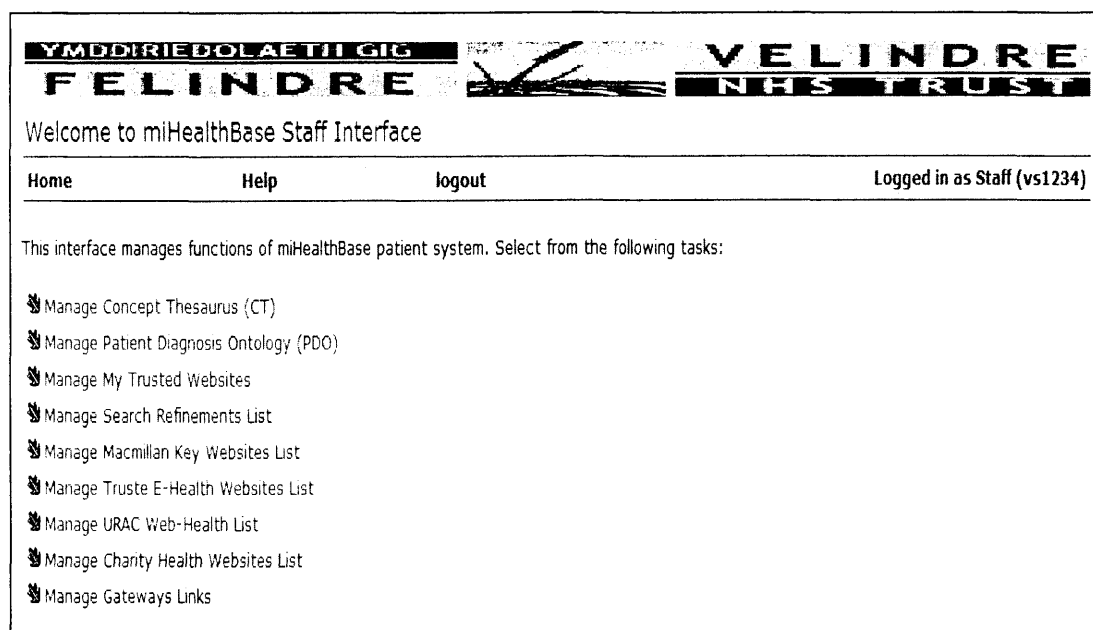 YMDDIRIEDOLAETH GIG
FELINDRE
VELINDRE
NHS TRUST
Welcome to miHealthBase Staff Interface
Home Help logout Logged in as Staff (vs1234)
This interface manages functions of miHealthBase patient system. Select from the following tasks:
Manage Concept Thesaurus (CT)
Manage Patient Diagnosis Ontology (PDO)
Manage My Trusted Websites
Manage Search Refinements List
Manage Macmillan Key Websites List
Manage Truste E-Health Websites List
Manage URAC Web-Health List
Manage Charity Health Websites List
Manage Gateways Links